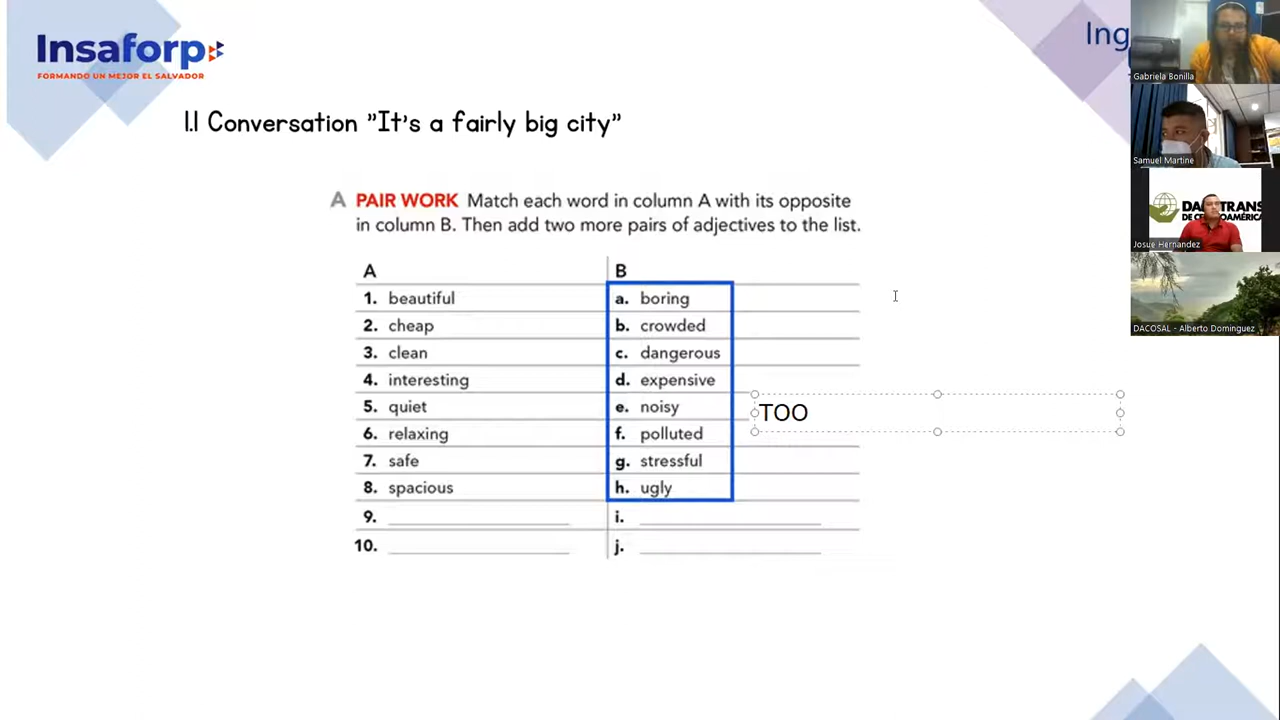 Insaforp
FORMANDO UN MEJOR EL SALVADOR
Ing
1.1 Conversation "It's a fairly big city"
A PAIR WORK Match each word in column A with its opposite
in column B. Then add two more pairs of adjectives to the list.
A B
1. beautiful a. boring
2. cheap b. crowded
3. clean c. dangerous
4. interesting d. expensive
5. quiet e. noisy
6. relaxing f. polluted
7. safe g. stressful
8. spacious h. ugly
9. i.
10. j.
TOO
Gabriela Bonilla
Samuel Martine
DE CENTROAMÉRICA
Josue Hernandez
DACOSAL - Alberto Dominguez